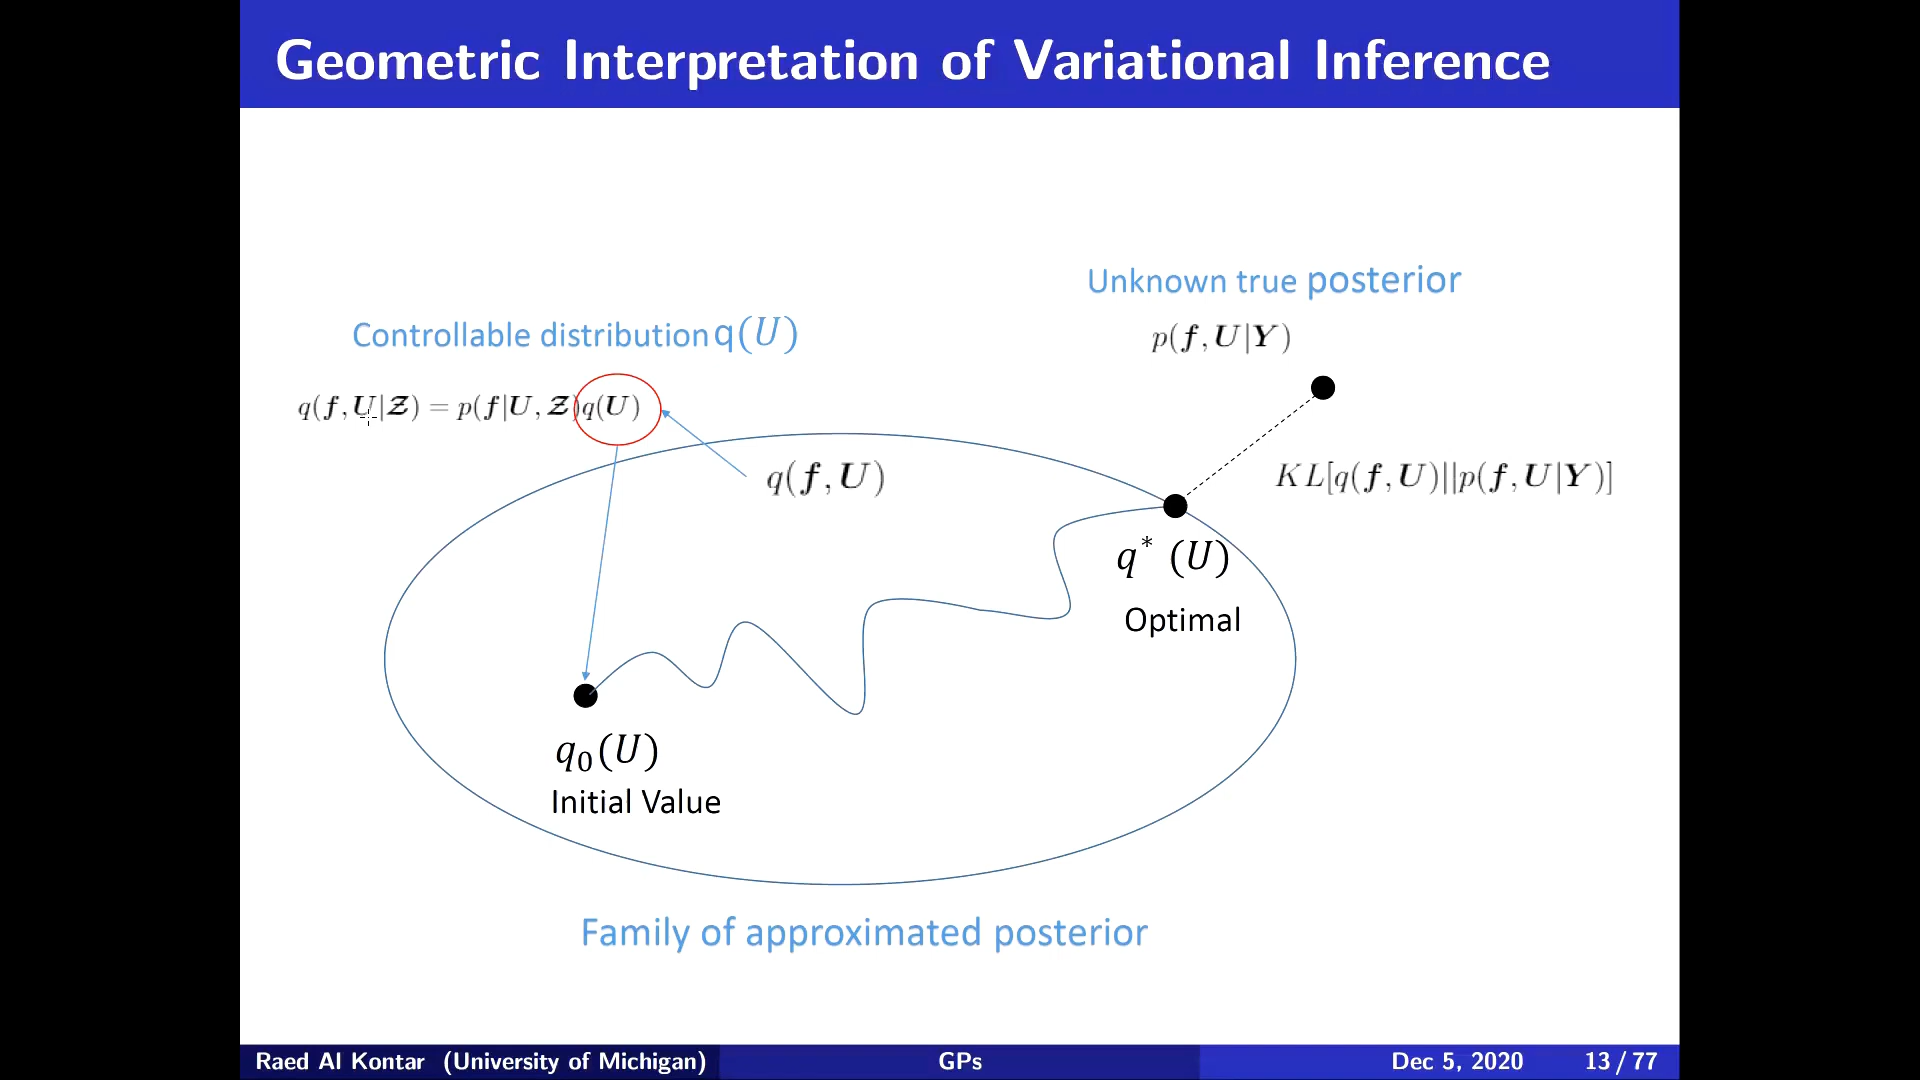 Geometric Interpretation of Variational Inference
Unknown true posterior
p(f, U|Y)
Controllable distribution q(U)
q(f, U|𝓩) = p(f|U, 𝓩)q(U)
q(f, U)
KL[q(f, U)||p(f, U|Y)]
q* (U)
Optimal
q₀(U)
Initial Value
Family of approximated posterior
Raed Al Kontar (University of Michigan) GPs Dec 5, 2020 13 / 77